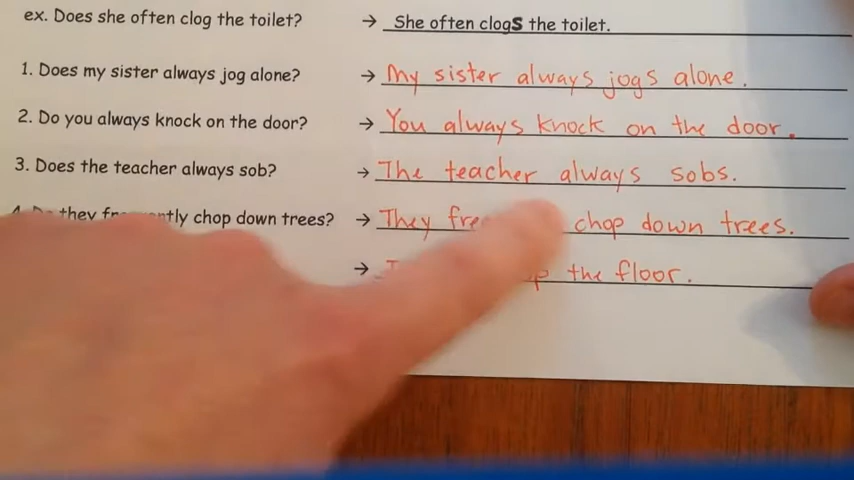 ex. Does she often clog the toilet? → She often clogs the toilet.
1. Does my sister always jog alone? → My sister always jogs alone.
2. Do you always knock on the door? → You always knock on the door.
3. Does the teacher always sob? → The teacher always sobs.
they chop down trees? → They chop down trees.
→ the floor.